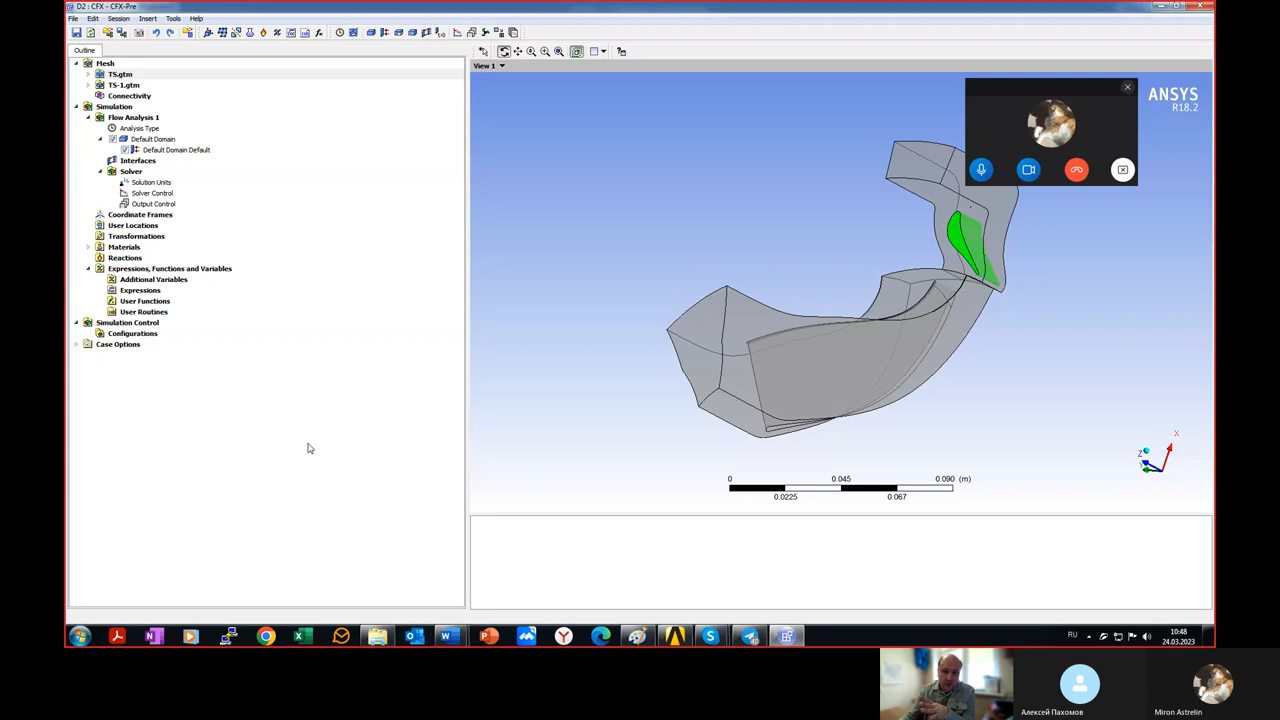 D2 : CFX - CFX-Pre
File Edit Session Insert Tools Help
Outline
Mesh
TS.gtm
TS-1.gtm
Connectivity
Simulation
Flow Analysis 1
Analysis Type
Default Domain
Default Domain Default
Interfaces
Solver
Solution Units
Solver Control
Output Control
Coordinate Frames
User Locations
Transformations
Materials
Reactions
Expressions, Functions and Variables
Additional Variables
Expressions
User Functions
User Routines
Simulation Control
Configurations
Case Options
View 1
ANSYS
R18.2
X
Z
Y
0 0.045 0.090 (m)
0.0225 0.067
RU
10:48
24.03.2023
Алексей Пахомов
Miron Astrelin